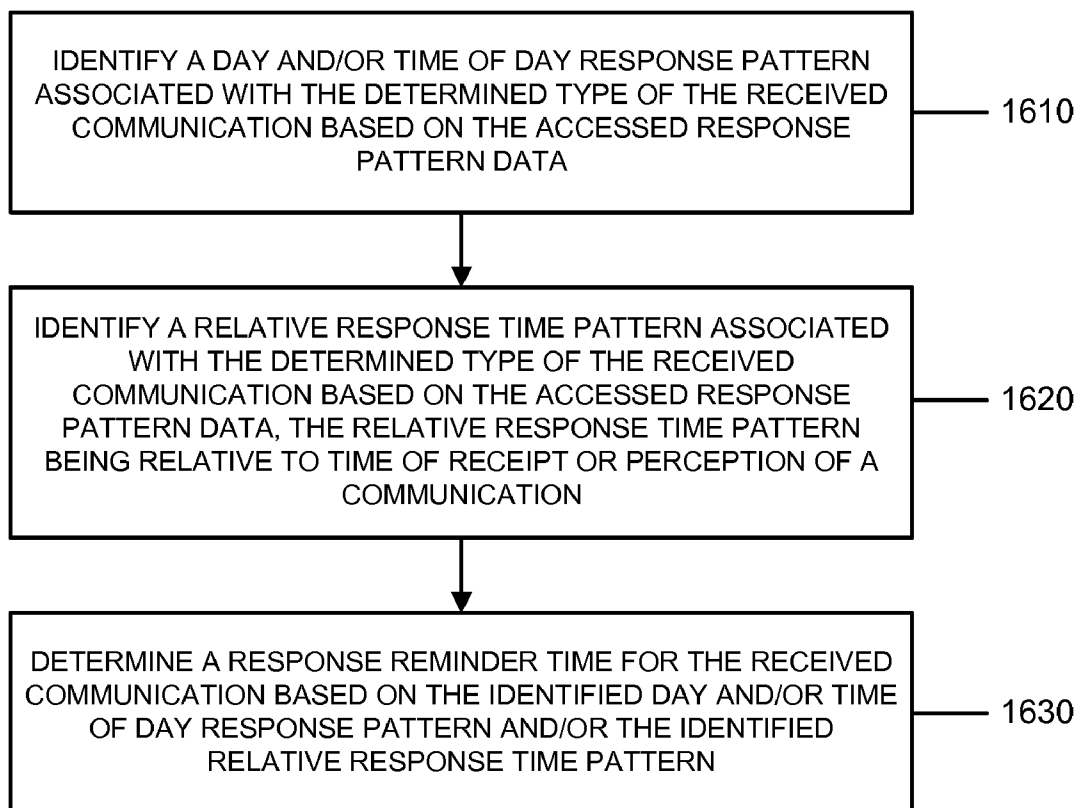 IDENTIFY A DAY AND/OR TIME OF DAY RESPONSE PATTERN
ASSOCIATED WITH THE DETERMINED TYPE OF THE RECEIVED
COMMUNICATION BASED ON THE ACCESSED RESPONSE
PATTERN DATA
1610
IDENTIFY A RELATIVE RESPONSE TIME PATTERN ASSOCIATED
WITH THE DETERMINED TYPE OF THE RECEIVED
COMMUNICATION BASED ON THE ACCESSED RESPONSE
PATTERN DATA, THE RELATIVE RESPONSE TIME PATTERN
BEING RELATIVE TO TIME OF RECEIPT OR PERCEPTION OF A
COMMUNICATION
1620
DETERMINE A RESPONSE REMINDER TIME FOR THE RECEIVED
COMMUNICATION BASED ON THE IDENTIFIED DAY AND/OR TIME
OF DAY RESPONSE PATTERN AND/OR THE IDENTIFIED
RELATIVE RESPONSE TIME PATTERN
1630